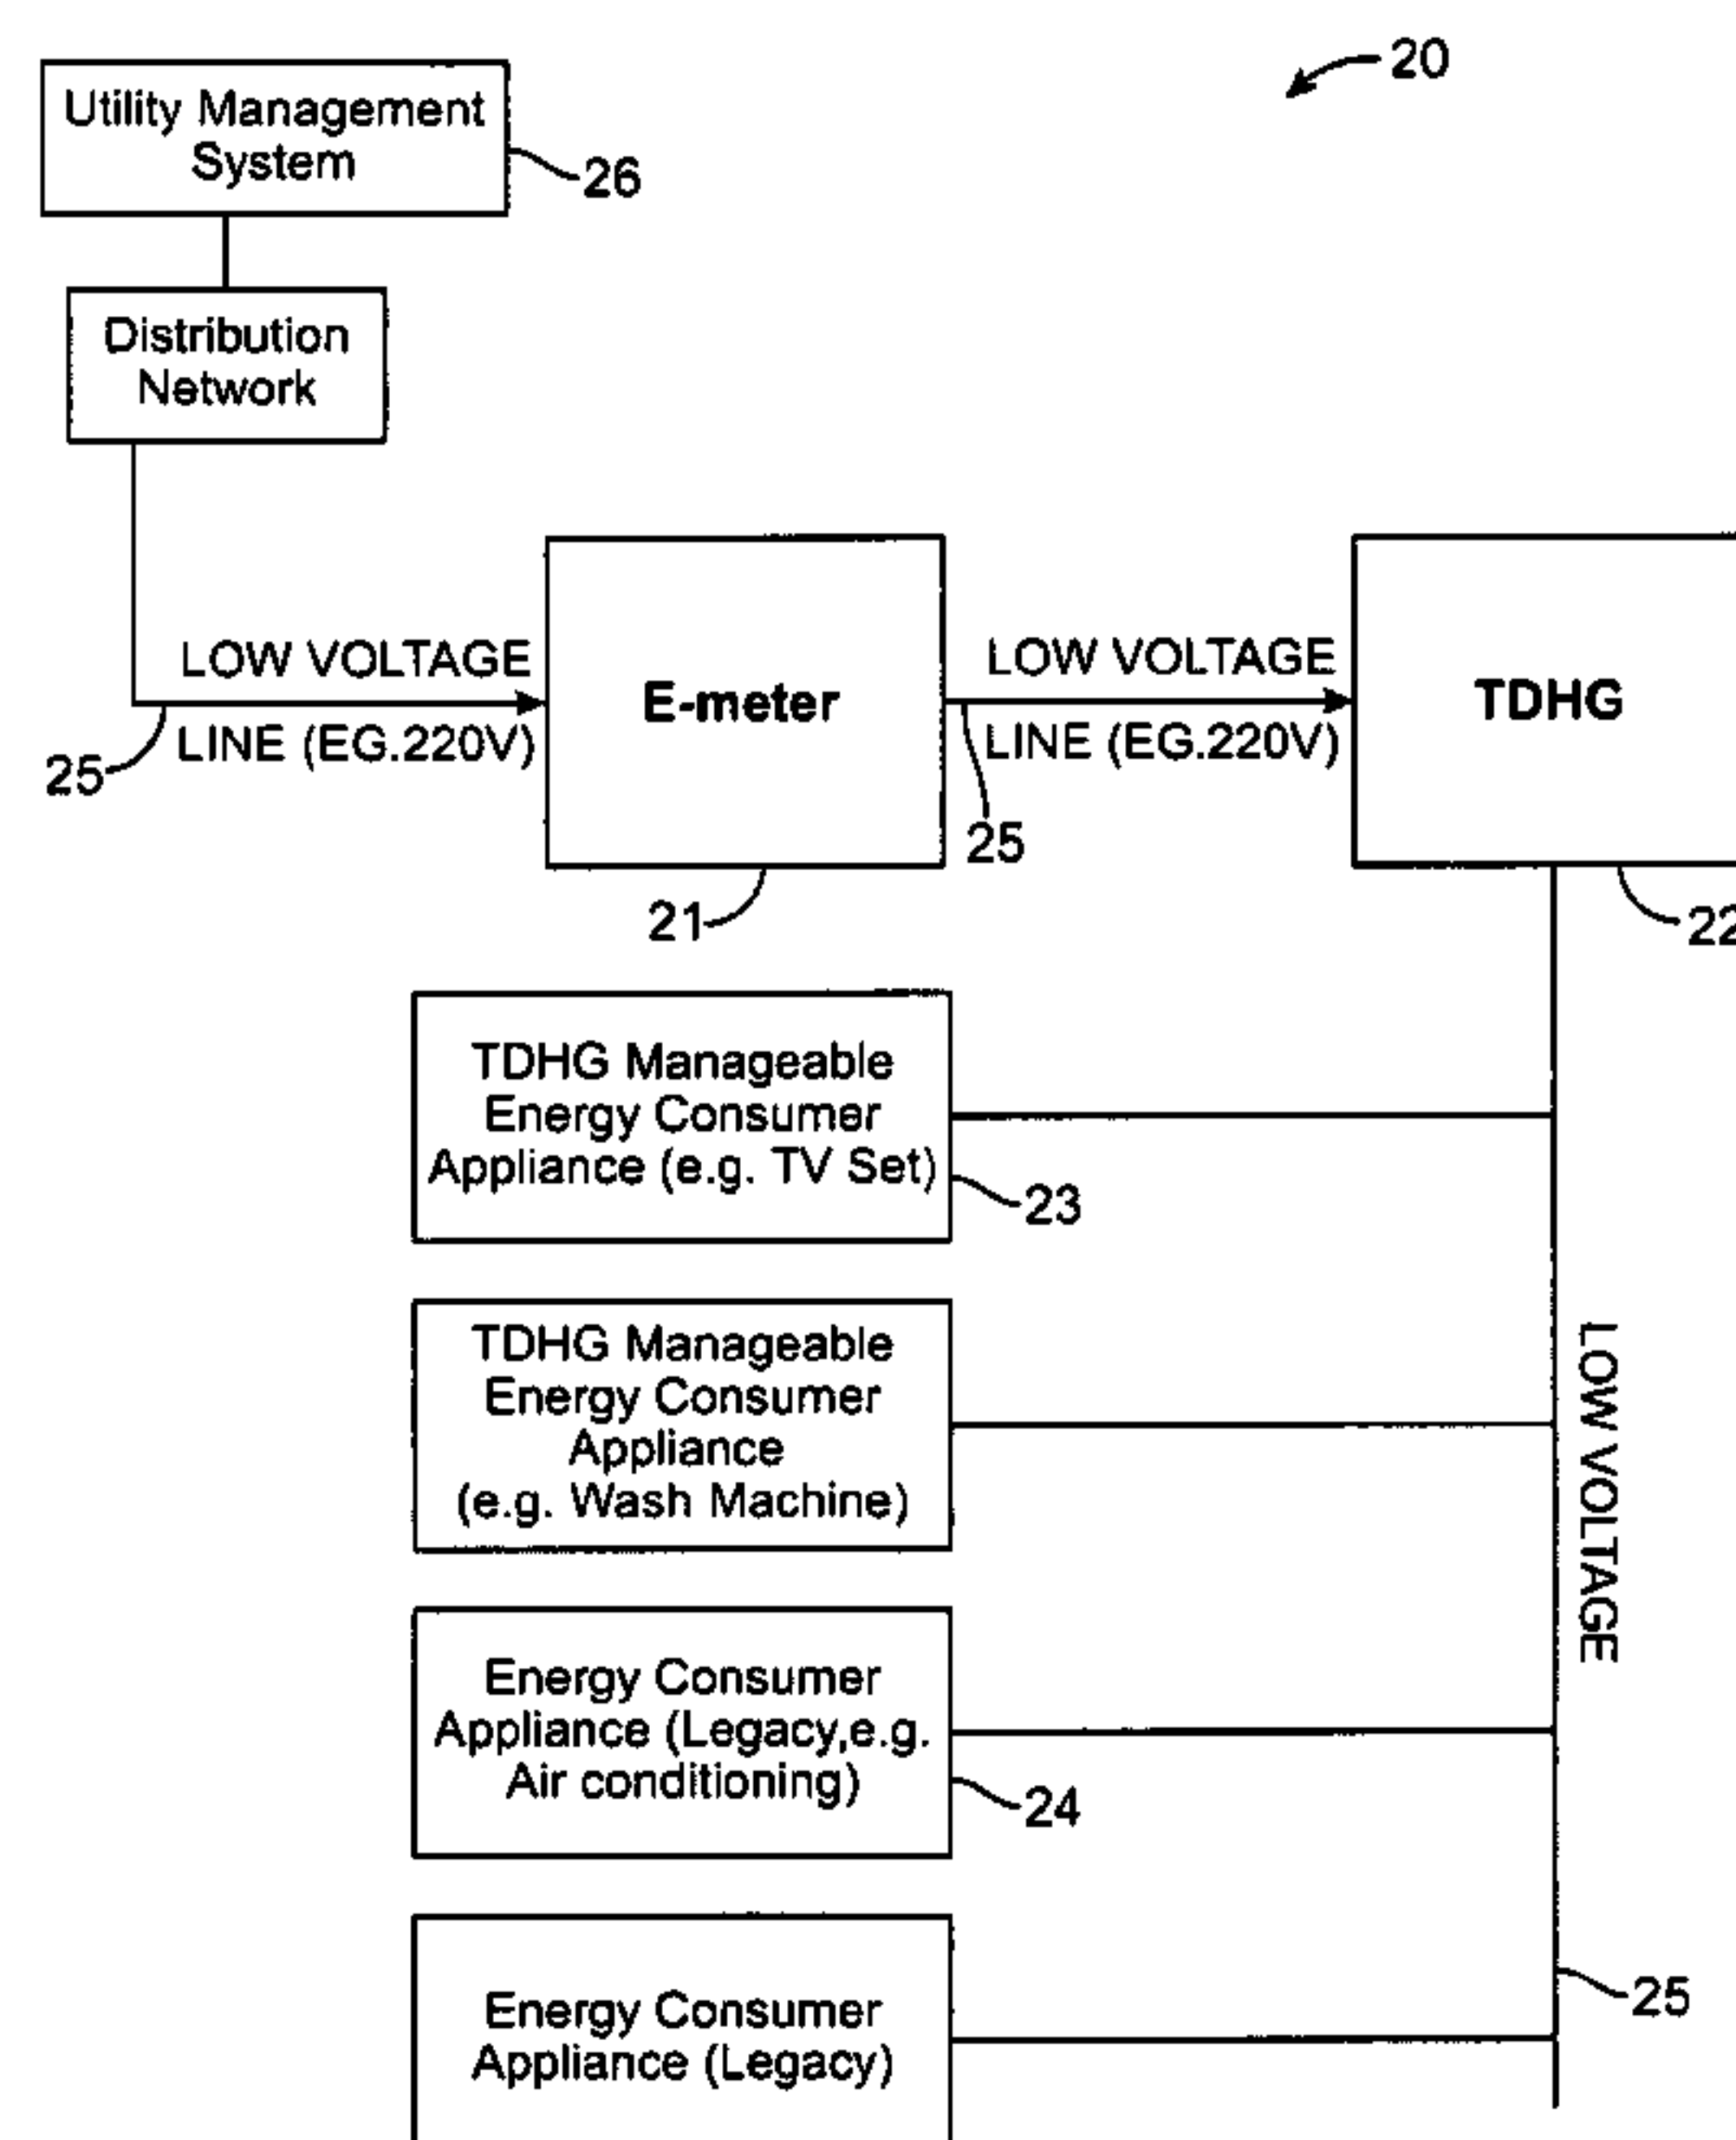 20
Utility Management
System
26
Distribution
Network
LOW VOLTAGE
LINE (EG.220V)
25
E-meter
21
LOW VOLTAGE
LINE (EG.220V)
25
TDHG
22
TDHG Manageable
Energy Consumer
Appliance (e.g. TV Set)
23
TDHG Manageable
Energy Consumer
Appliance
(e.g. Wash Machine)
LOW VOLTAGE
Energy Consumer
Appliance (Legacy,e.g.
Air conditioning)
24
25
Energy Consumer
Appliance (Legacy)